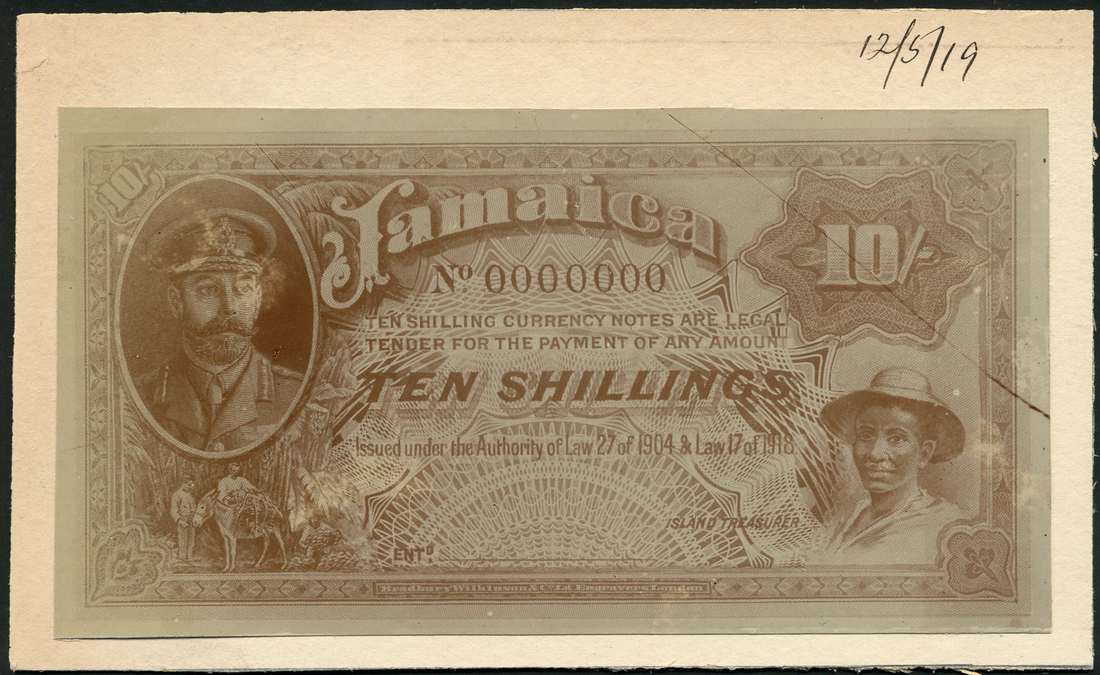 12/5/19
10/-
Jamaica
10/-
No 0000000
TEN SHILLING CURRENCY NOTES ARE LEGAL
TENDER FOR THE PAYMENT OF ANY AMOUNT
TEN SHILLINGS
Issued under the Authority of Law 27 of 1904 & Law 17 of 1918.
ISLAND TREASURER
ENTD
Bradbury Wilkinson & Co Ld Engravers London